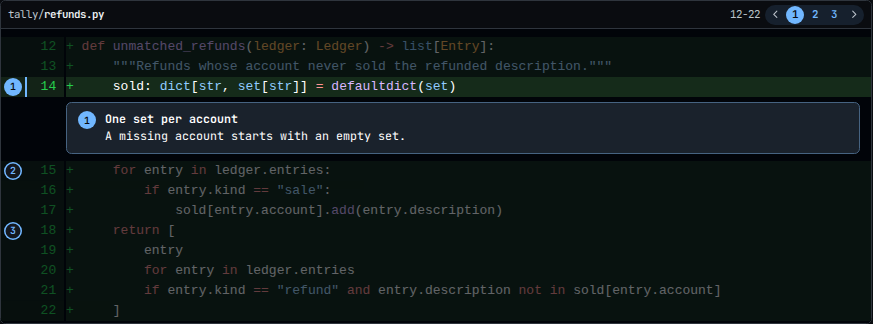 tally/refunds.py 12-22 < 1 2 3 >
12 + def unmatched_refunds(ledger: Ledger) -> list[Entry]:
13 +     """Refunds whose account never sold the refunded description."""
1 14 +     sold: dict[str, set[str]] = defaultdict(set)
1 One set per account
A missing account starts with an empty set.
2 15 +     for entry in ledger.entries:
16 +         if entry.kind == "sale":
17 +             sold[entry.account].add(entry.description)
3 18 +     return [
19 +         entry
20 +         for entry in ledger.entries
21 +         if entry.kind == "refund" and entry.description not in sold[entry.account]
22 +     ]